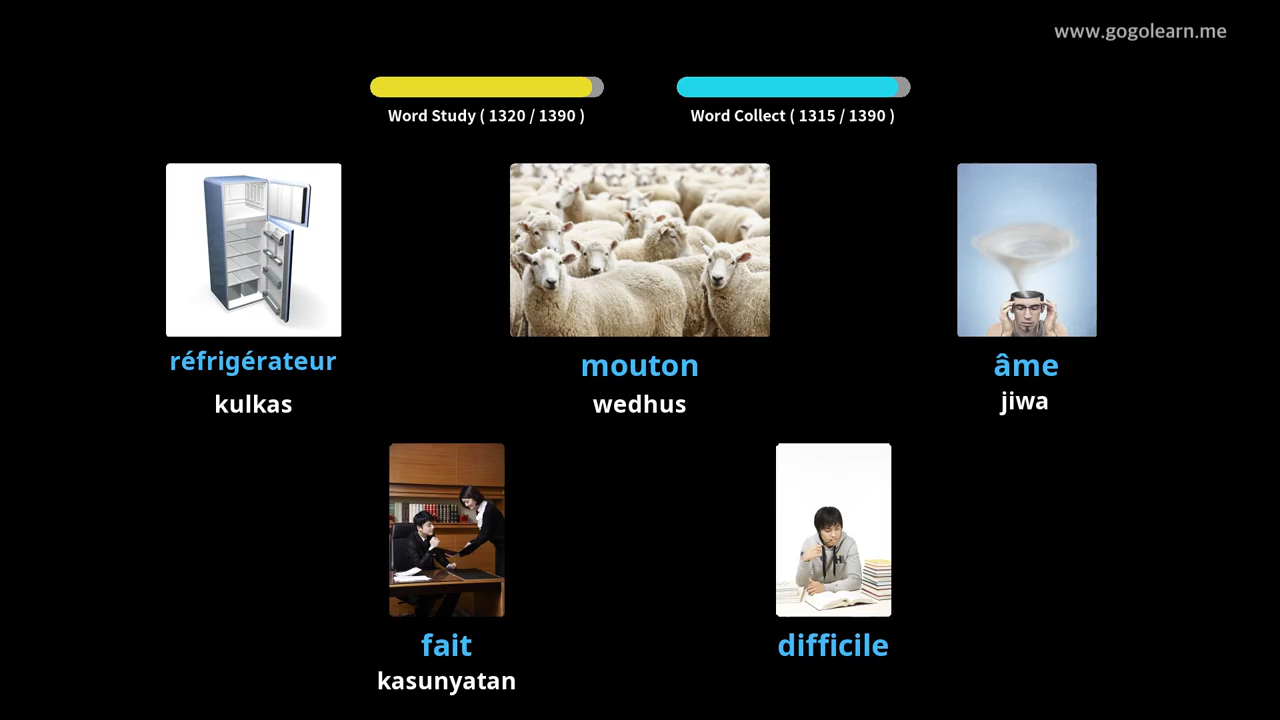 www.gogolearn.me
Word Study ( 1320 / 1390 )
Word Collect ( 1315 / 1390 )
réfrigérateur
kulkas
mouton
wedhus
âme
jiwa
fait
kasunyatan
difficile